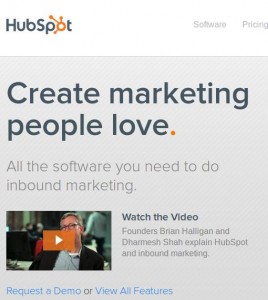 HubSpot
Software Pricing
Create marketing
people love.
All the software you need to do
inbound marketing.
Watch the Video
Founders Brian Halligan and
Dharmesh Shah explain HubSpot
and inbound marketing.
Request a Demo or View All Features